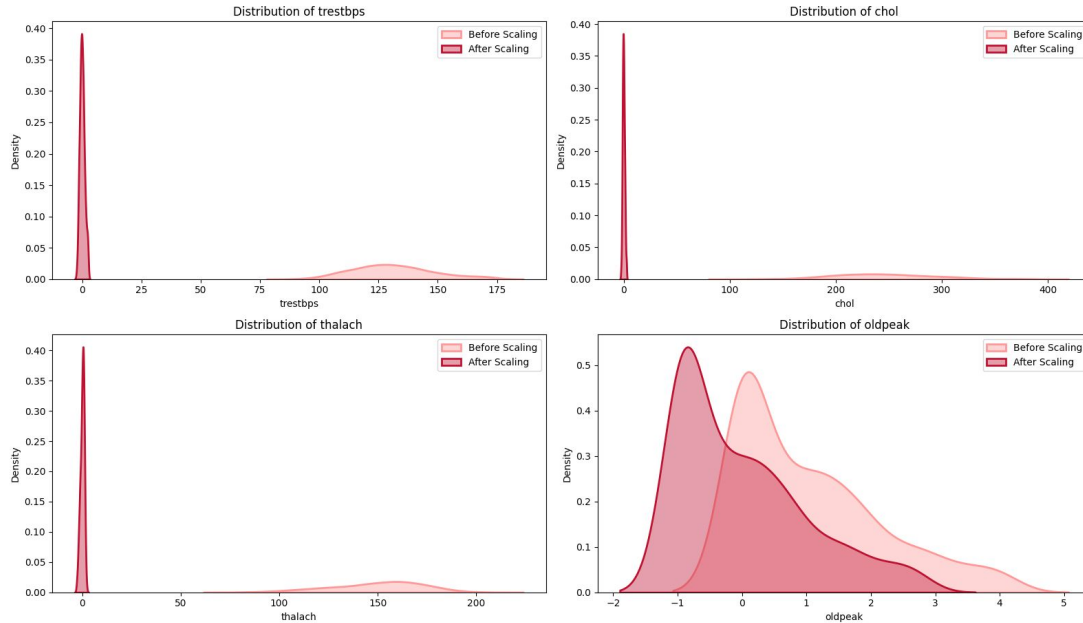 Distribution of trestbps
0.40
0.35
0.30
0.25
0.20
0.15
0.10
0.05
0.00
Density
Before Scaling
After Scaling
0 25 50 75 100 125 150 175
trestbps
Distribution of chol
0.40
0.35
0.30
0.25
0.20
0.15
0.10
0.05
0.00
Density
Before Scaling
After Scaling
0 100 200 300 400
chol
Distribution of thalach
0.40
0.35
0.30
0.25
0.20
0.15
0.10
0.05
0.00
Density
Before Scaling
After Scaling
0 50 100 150 200
thalach
Distribution of oldpeak
0.5
0.4
0.3
0.2
0.1
0.0
Density
Before Scaling
After Scaling
−2 −1 0 1 2 3 4 5
oldpeak